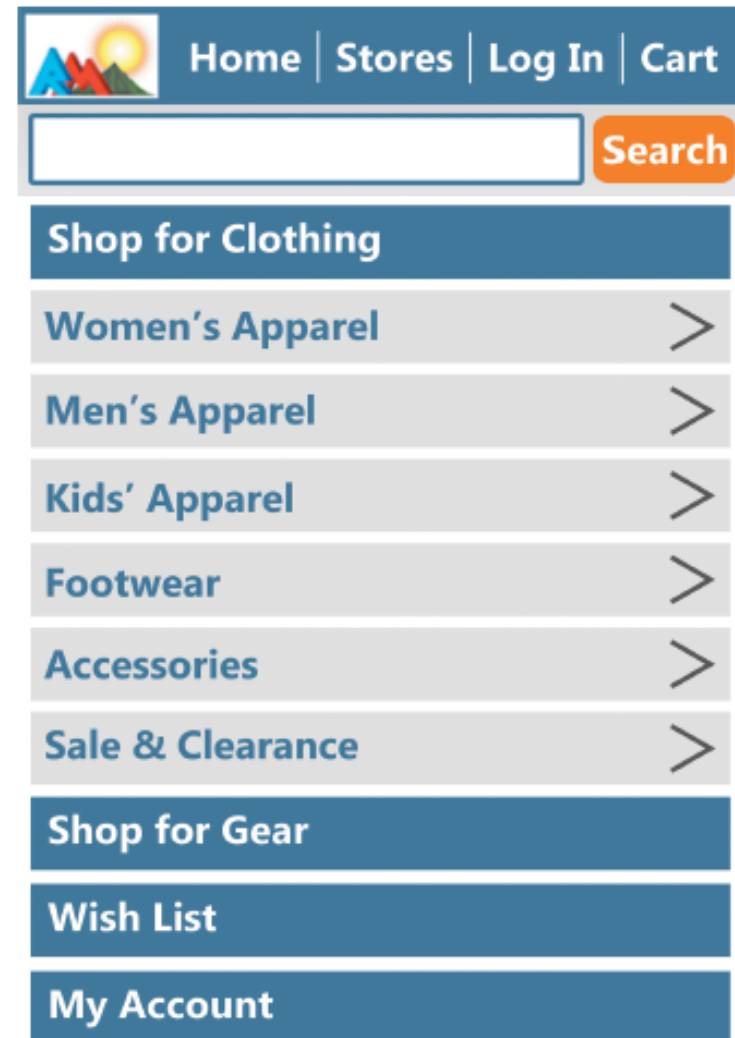 Home | Stores | Log In | Cart
Search
Shop for Clothing
Women’s Apparel
Men’s Apparel
Kids’ Apparel
Footwear
Accessories
Sale & Clearance
Shop for Gear
Wish List
My Account